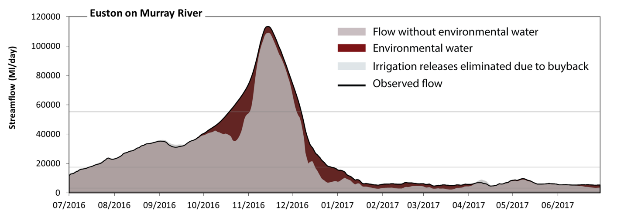 Euston on Murray River
120000
100000
80000
60000
40000
20000
0
Streamflow (Ml/day)
Flow without environmental water
Environmental water
Irrigation releases eliminated due to buyback
Observed flow
07/2016 08/2016 09/2016 10/2016 11/2016 12/2016 01/2017 02/2017 03/2017 04/2017 05/2017 06/2017